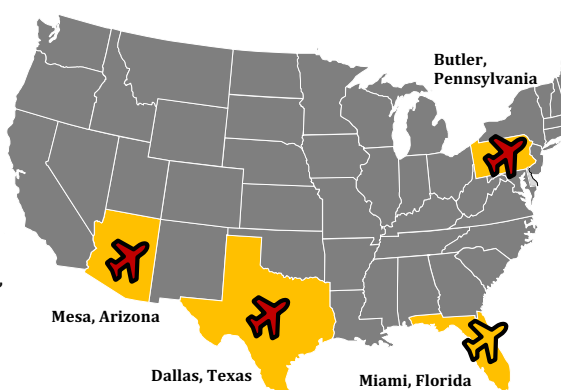 Butler,
Pennsylvania
Mesa, Arizona
Dallas, Texas
Miami, Florida